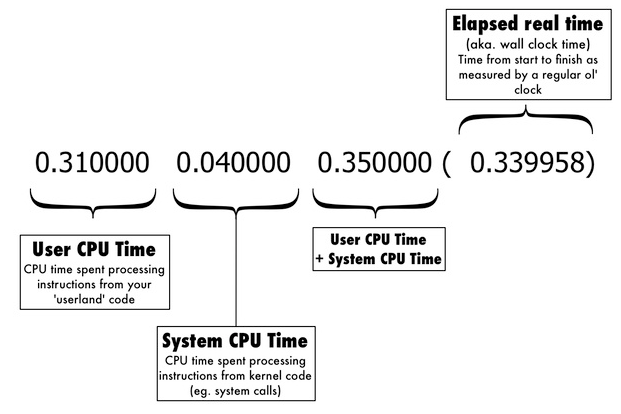 Elapsed real time
(aka. wall clock time)
Time from start to finish as
measured by a regular ol'
clock
0.310000 0.040000 0.350000 ( 0.339958)
User CPU Time
CPU time spent processing
instructions from your
'userland' code
User CPU Time
+ System CPU Time
System CPU Time
CPU time spent processing
instructions from kernel code
(eg. system calls)